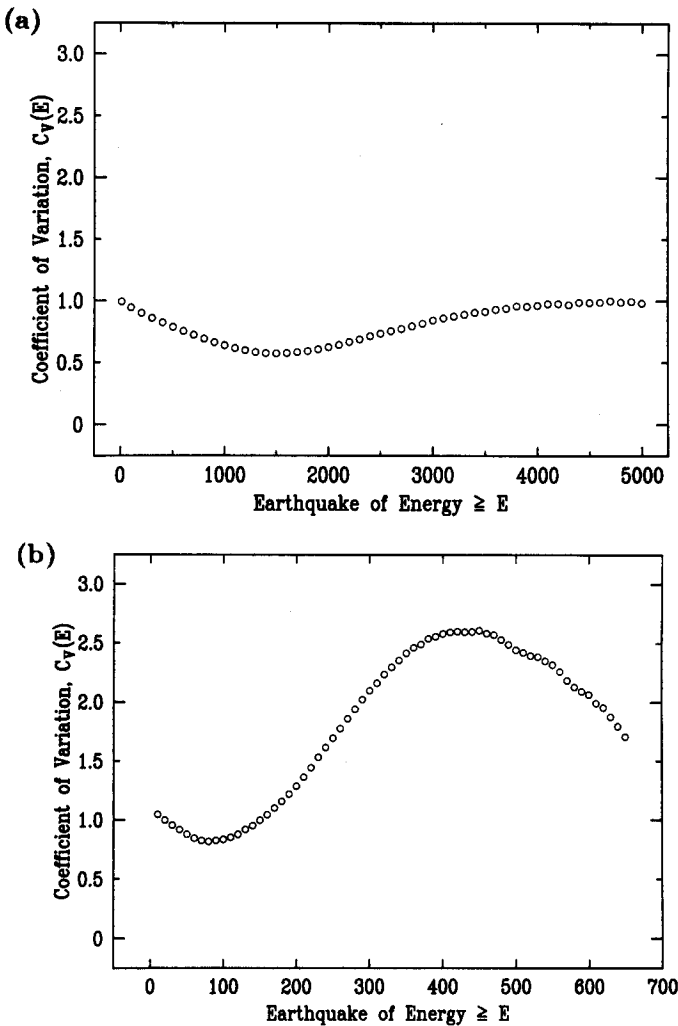 (a)
3.0
2.5
2.0
1.5
1.0
0.5
0
Coefficient of Variation, C_V(E)
0 1000 2000 3000 4000 5000
Earthquake of Energy ≧ E
(b)
3.0
2.5
2.0
1.5
1.0
0.5
0
Coefficient of Variation, C_V(E)
0 100 200 300 400 500 600 700
Earthquake of Energy ≧ E